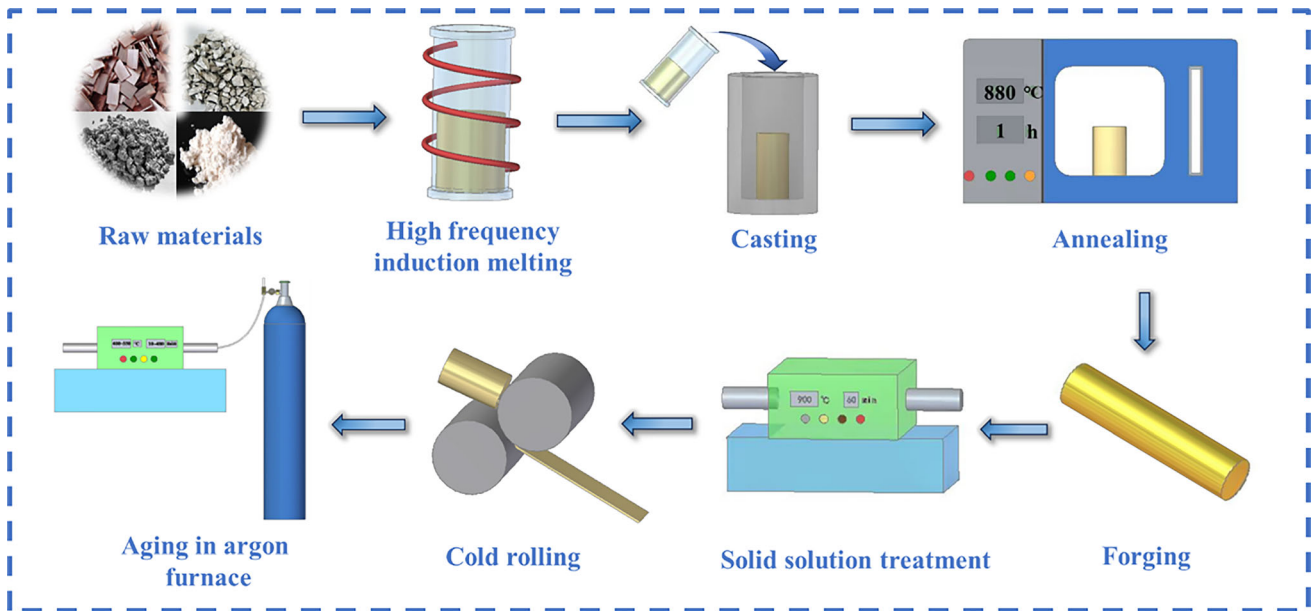 Raw materials
High frequency
induction melting
Casting
880 °C
1 h
Annealing
Forging
900 °C 60 min
Solid solution treatment
Cold rolling
°C
Aging in argon
furnace